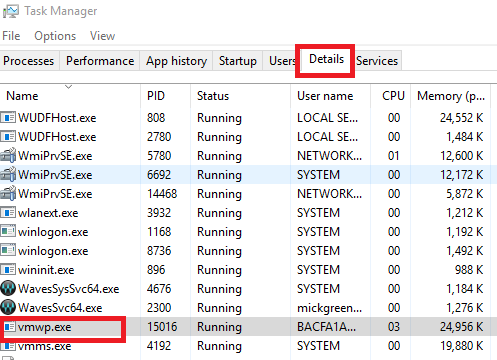 Task Manager
File Options View
Processes Performance App history Startup Users Details Services
Name PID Status User name CPU Memory (p...
WUDFHost.exe 808 Running LOCAL SE... 00 24,552 K
WUDFHost.exe 2780 Running LOCAL SE... 00 1,484 K
WmiPrvSE.exe 5780 Running NETWORK... 01 12,600 K
WmiPrvSE.exe 6692 Running SYSTEM 00 12,172 K
WmiPrvSE.exe 14468 Running NETWORK... 00 5,872 K
wlanext.exe 3932 Running SYSTEM 00 1,212 K
winlogon.exe 1168 Running SYSTEM 00 1,192 K
winlogon.exe 8736 Running SYSTEM 00 1,492 K
wininit.exe 896 Running SYSTEM 00 988 K
WavesSysSvc64.exe 4676 Running SYSTEM 00 1,184 K
WavesSvc64.exe 2300 Running mickgreen... 00 2,276 K
vmwp.exe 15016 Running BACFA1A... 03 24,956 K
vmms.exe 4192 Running SYSTEM 00 19,880 K